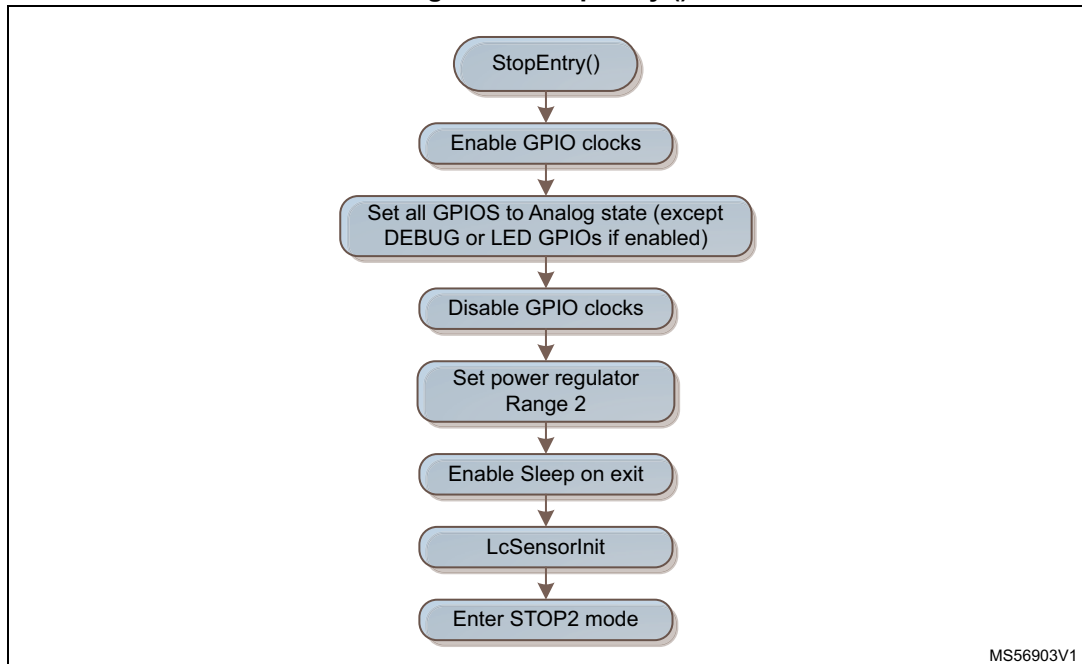 StopEntry()
Enable GPIO clocks
Set all GPIOS to Analog state (except
DEBUG or LED GPIOs if enabled)
Disable GPIO clocks
Set power regulator
Range 2
Enable Sleep on exit
LcSensorInit
Enter STOP2 mode
MS56903V1